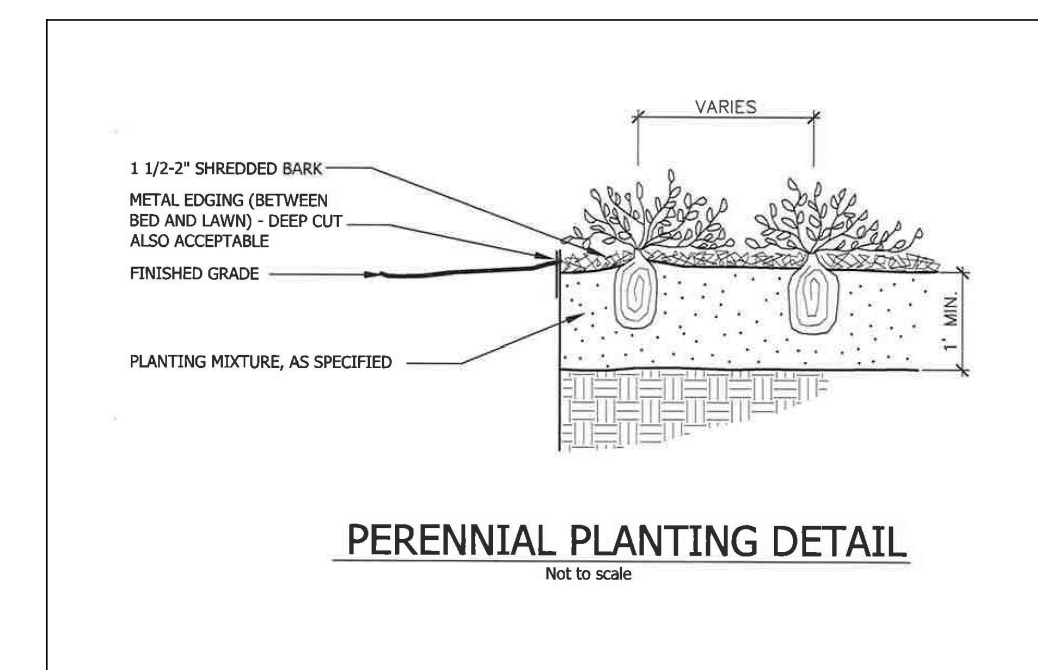 VARIES
1 1/2-2" SHREDDED BARK
METAL EDGING (BETWEEN
BED AND LAWN) - DEEP CUT
ALSO ACCEPTABLE
FINISHED GRADE
1' MIN.
PLANTING MIXTURE, AS SPECIFIED
PERENNIAL PLANTING DETAIL
Not to scale